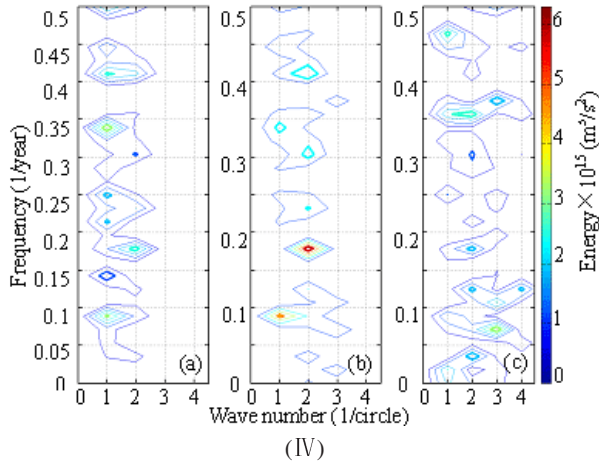 0.5 0.5 0.5 6
0.45
0.4 0.4 0.4 5
0.35 0.3 0.3 4
0.3
0.25 0.2 0.2 3
0.2
0.15 0.1 0.1 2
0.1
0.05 1
0 0 0 0
Frequency (1/year)
(a) (b) (c)
0 1 2 3 4 0 1 2 3 4 0 1 2 3 4
Wave number (1/circle)
Energy×10¹⁵ (m³/s²)
(IV)